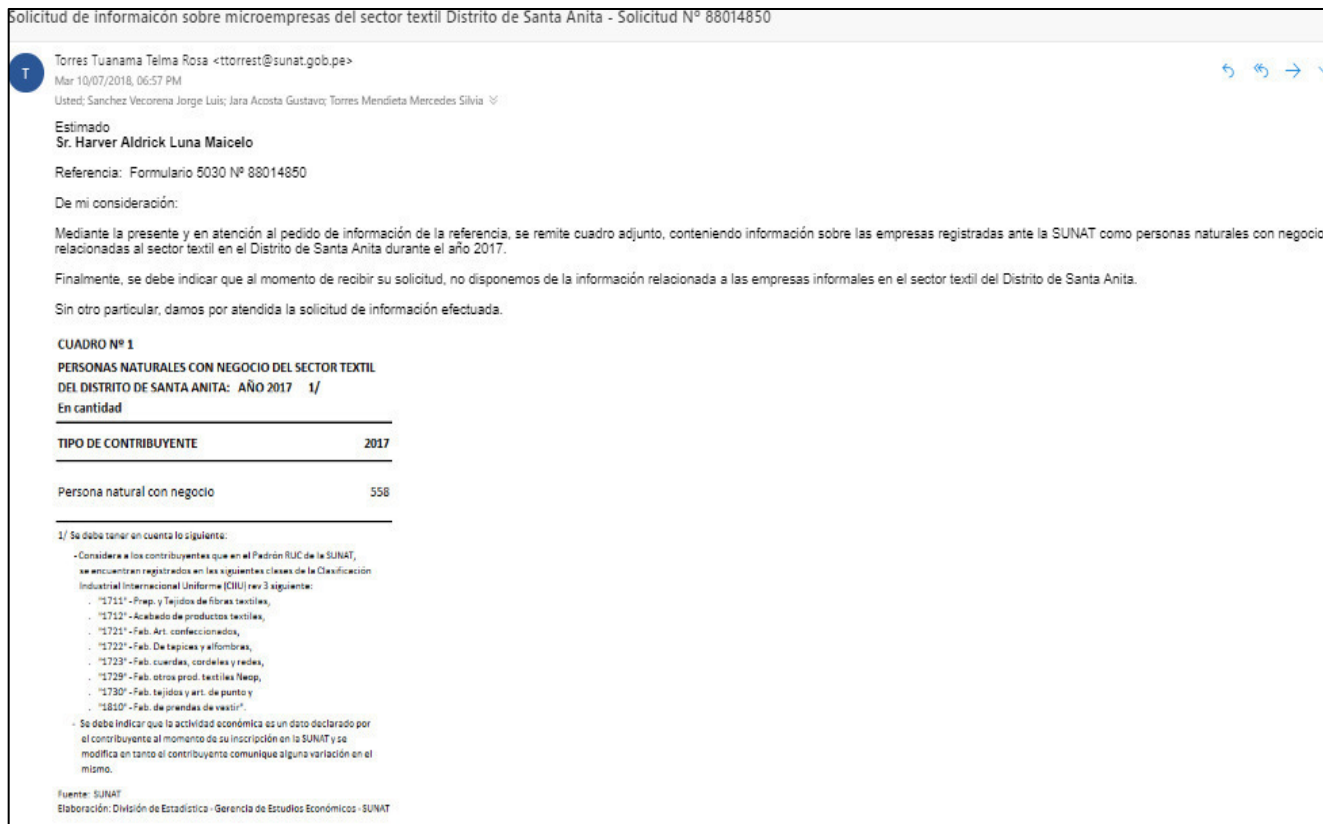 Solicitud de informaicón sobre microempresas del sector textil Distrito de Santa Anita - Solicitud N° 88014850
T
Torres Tuanama Telma Rosa <ttorrest@sunat.gob.pe>
Mar 10/07/2018, 06:57 PM
Usted; Sanchez Vecorena Jorge Luis; Jara Acosta Gustavo; Torres Mendieta Mercedes Silvia
Estimado
Sr. Harver Aldrick Luna Maicelo
Referencia: Formulario 5030 Nº 88014850
De mi consideración:
Mediante la presente y en atención al pedido de información de la referencia, se remite cuadro adjunto, conteniendo información sobre las empresas registradas ante la SUNAT como personas naturales con negocio
relacionadas al sector textil en el Distrito de Santa Anita durante el año 2017.
Finalmente, se debe indicar que al momento de recibir su solicitud, no disponemos de la información relacionada a las empresas informales en el sector textil del Distrito de Santa Anita.
Sin otro particular, damos por atendida la solicitud de información efectuada.
CUADRO Nº 1
PERSONAS NATURALES CON NEGOCIO DEL SECTOR TEXTIL
DEL DISTRITO DE SANTA ANITA: AÑO 2017 1/
En cantidad
TIPO DE CONTRIBUYENTE 2017
Persona natural con negocio 558
1/ Se debe tener en cuenta lo siguiente:
- Considera a los contribuyentes que en el Padrón RUC de la SUNAT,
se encuentran registrados en las siguientes clases de la Clasificación
Industrial Internacional Uniforme (CIIU) rev 3 siguiente:
. "1711" - Prep. y Tejidos de fibras textiles,
. "1712" - Acabado de productos textiles,
. "1721" - Fab. Art. confeccionados,
. "1722" - Fab. De tapices y alfombras,
. "1723" - Fab. cuerdas, cordeles y redes,
. "1729" - Fab. otros prod. textiles Neop,
. "1730" - Fab. tejidos y art. de punto y
. "1810" - Fab. de prendas de vestir".
- Se debe indicar que la actividad económica es un dato declarado por
el contribuyente al momento de su inscripción en la SUNAT y se
modifica en tanto el contribuyente comunique alguna variación en el
mismo.
Fuente: SUNAT
Elaboración: División de Estadística - Gerencia de Estudios Económicos - SUNAT